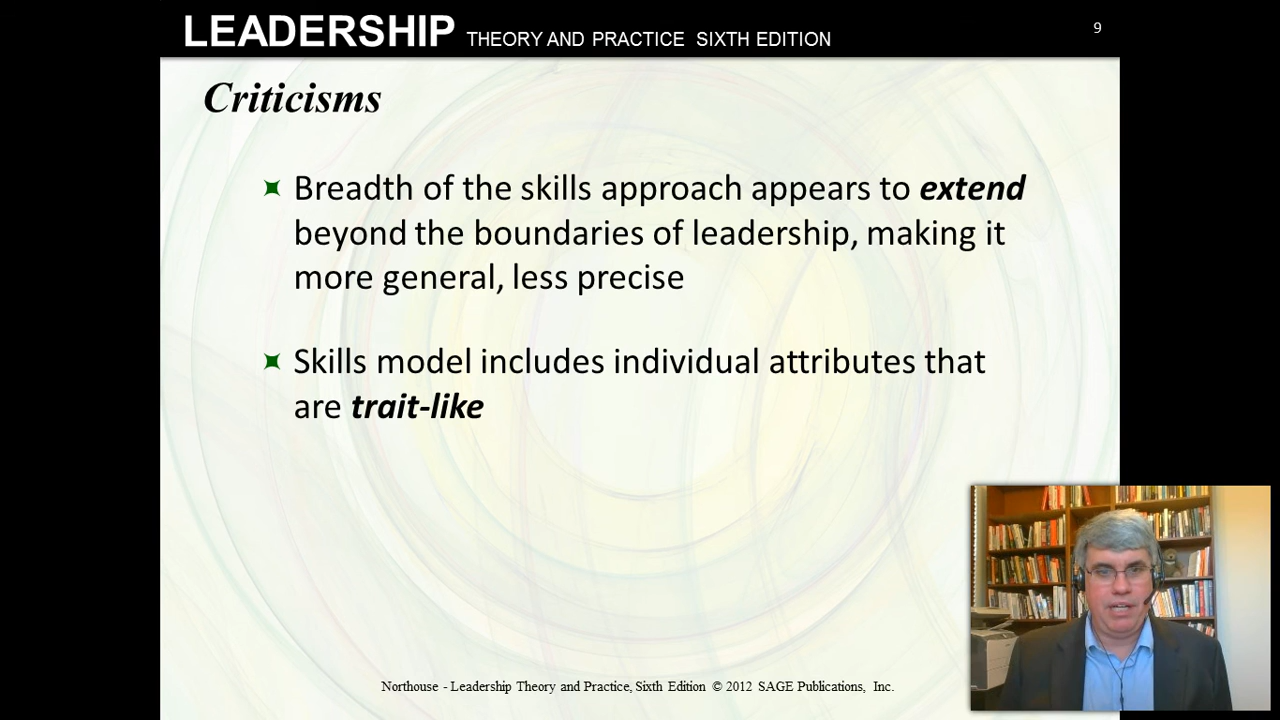 LEADERSHIP THEORY AND PRACTICE SIXTH EDITION
9
Criticisms
Breadth of the skills approach appears to extend
beyond the boundaries of leadership, making it
more general, less precise
Skills model includes individual attributes that
are trait-like
Northouse - Leadership Theory and Practice, Sixth Edition © 2012 SAGE Publications, Inc.